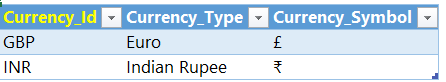 Currency_Id Currency_Type Currency_Symbol
GBP Euro £
INR Indian Rupee ₹